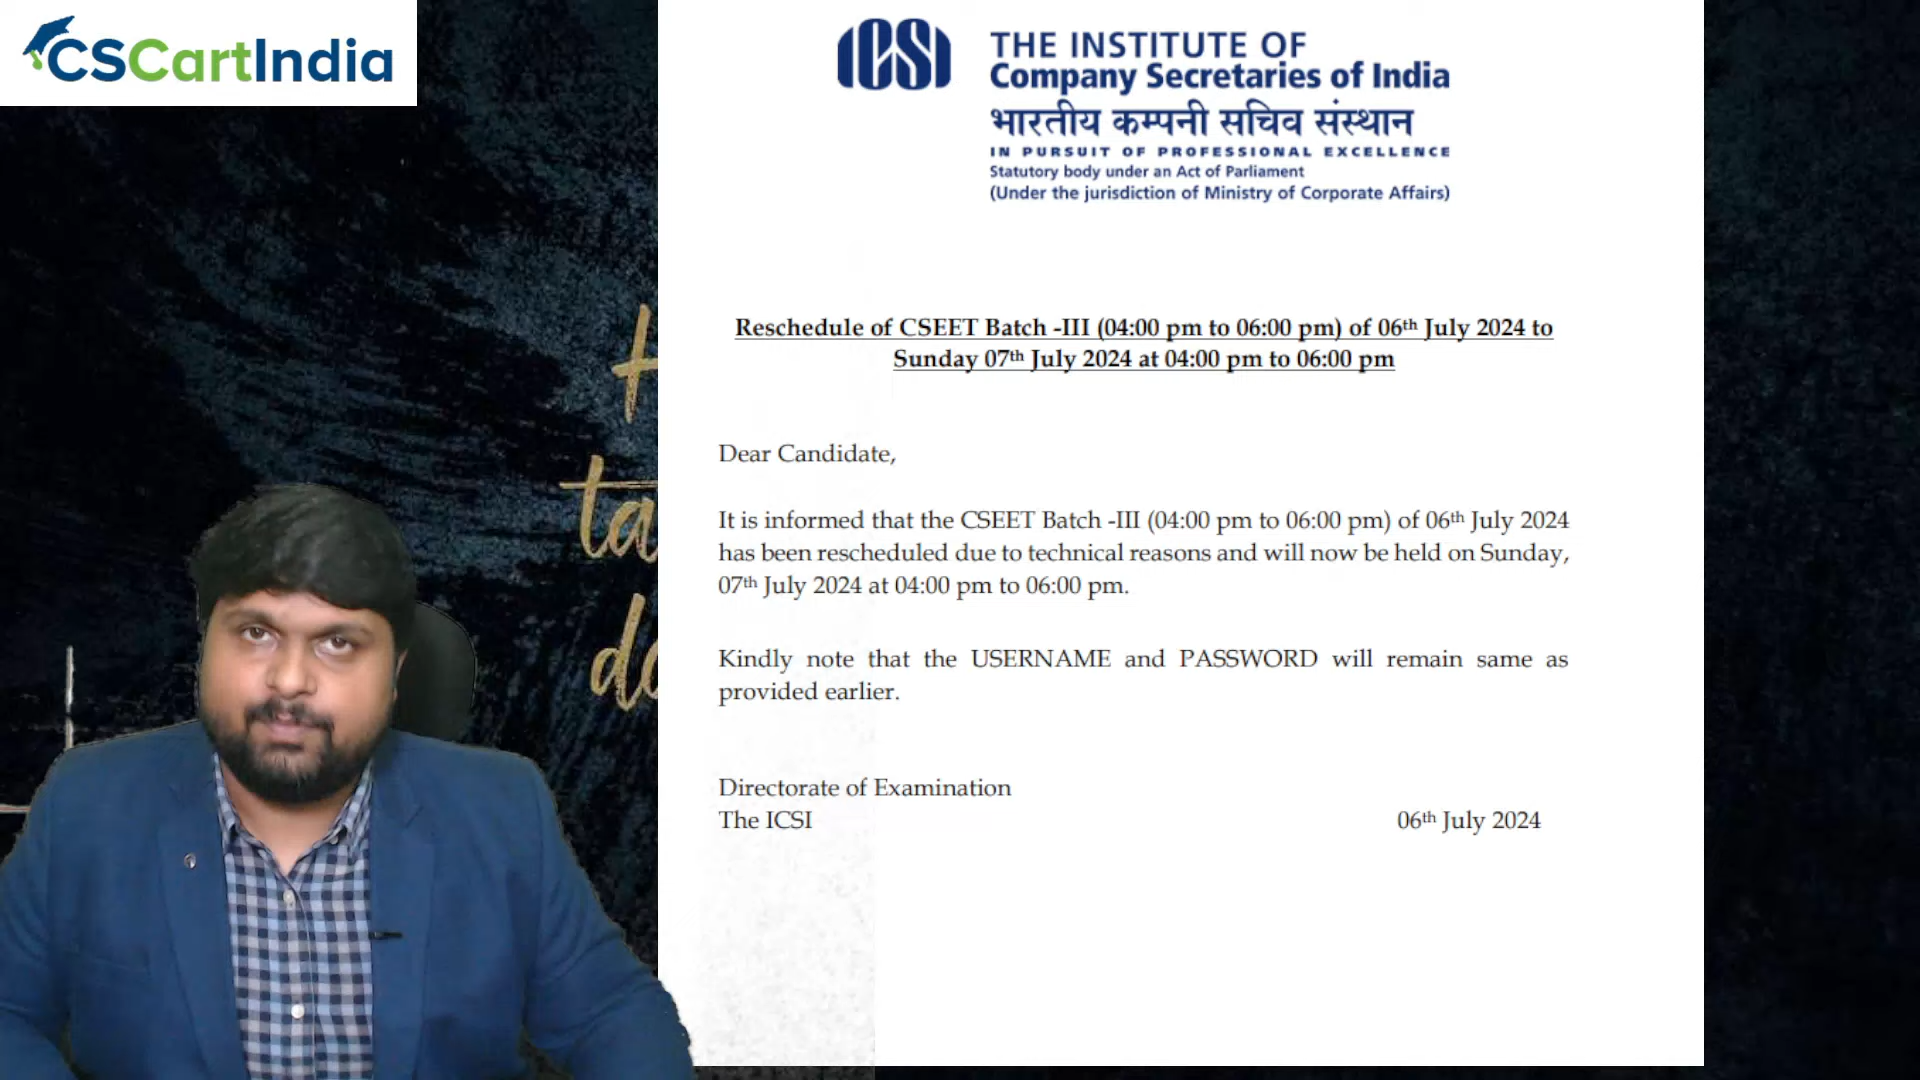 CSCartIndia
ICSI
THE INSTITUTE OF
Company Secretaries of India
भारतीय कम्पनी सचिव संस्थान
IN PURSUIT OF PROFESSIONAL EXCELLENCE
Statutory body under an Act of Parliament
(Under the jurisdiction of Ministry of Corporate Affairs)
Reschedule of CSEET Batch -III (04:00 pm to 06:00 pm) of 06th July 2024 to
Sunday 07th July 2024 at 04:00 pm to 06:00 pm
Dear Candidate,
It is informed that the CSEET Batch -III (04:00 pm to 06:00 pm) of 06th July 2024
has been rescheduled due to technical reasons and will now be held on Sunday,
07th July 2024 at 04:00 pm to 06:00 pm.
Kindly note that the USERNAME and PASSWORD will remain same as
provided earlier.
Directorate of Examination
The ICSI 06th July 2024